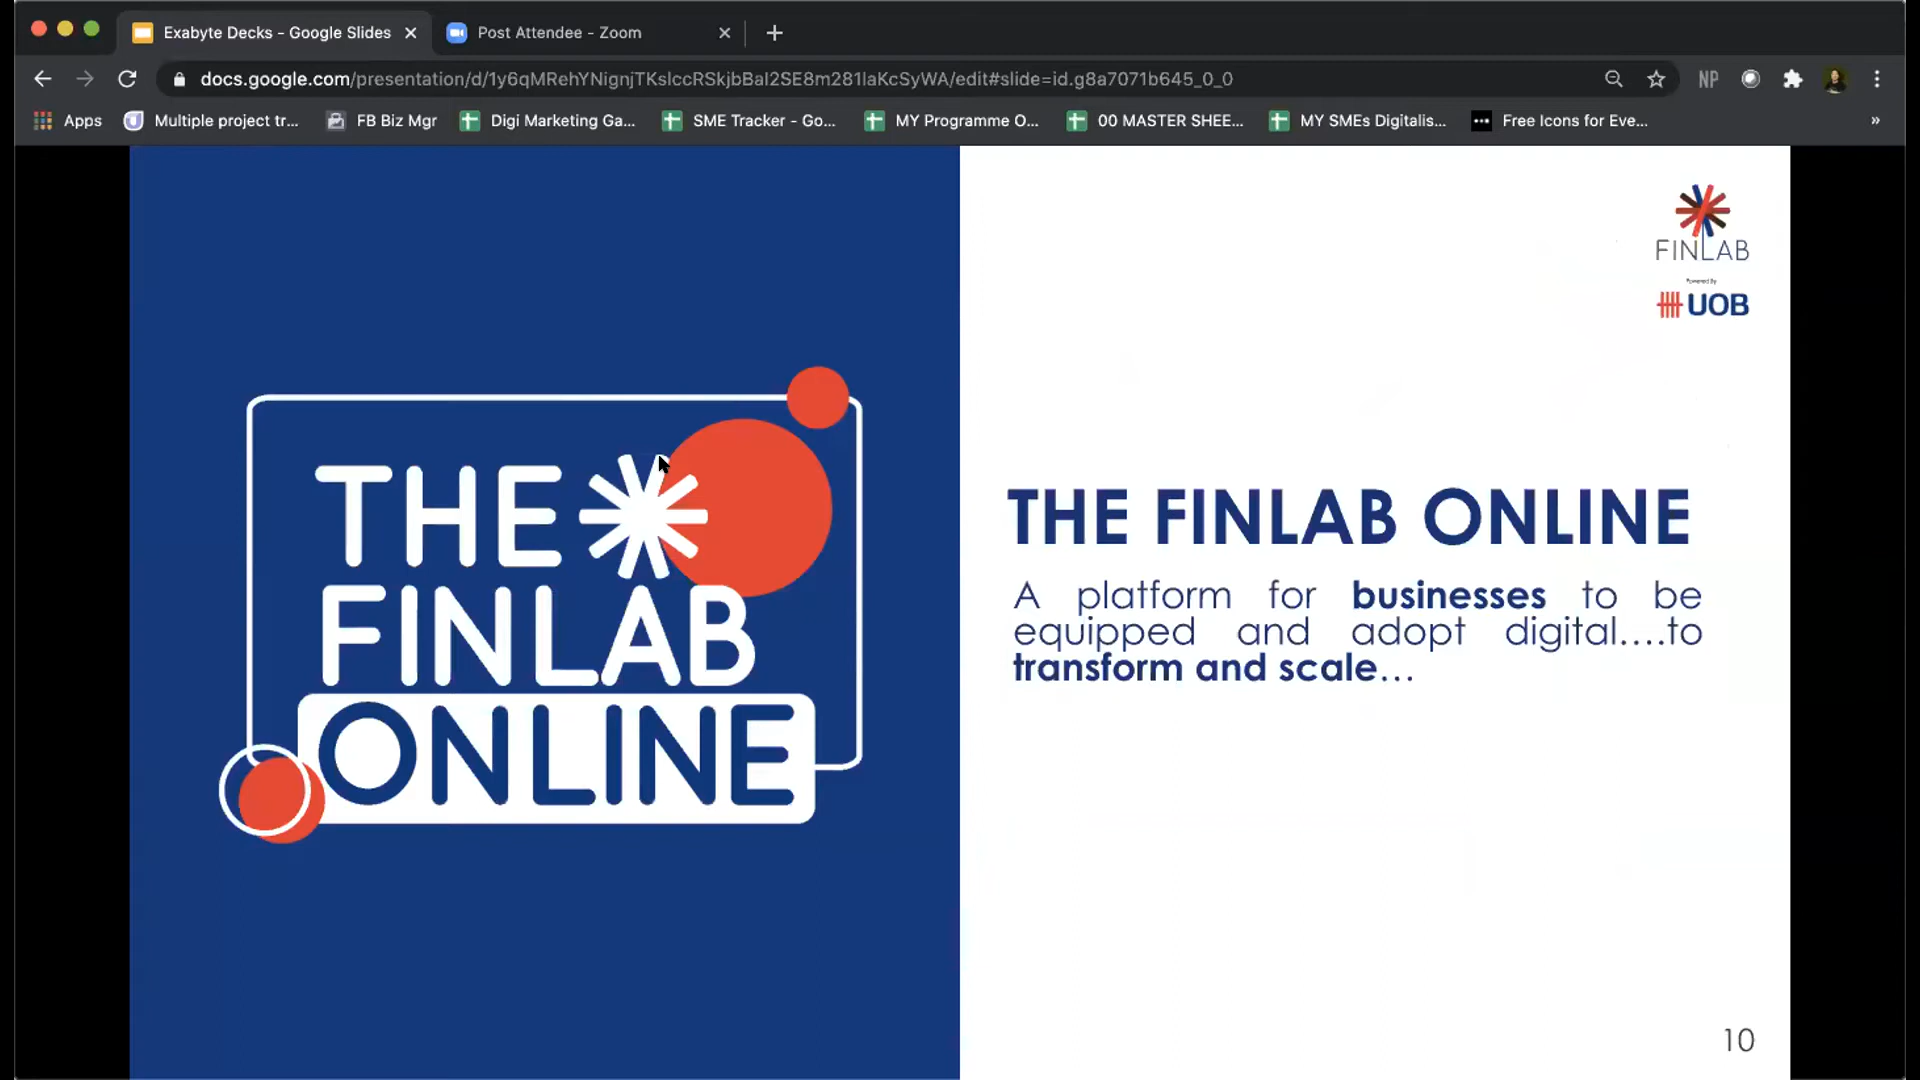 Exabyte Decks - Google Slides
Post Attendee - Zoom
docs.google.com/presentation/d/1y6qMRehYNignjTKslccRSkjbBal2SE8m281laKcSyWA/edit#slide=id.g8a7071b645_0_0
NP
Apps
Multiple project tr...
FB Biz Mgr
Digi Marketing Ga...
SME Tracker - Go...
MY Programme O...
00 MASTER SHEE...
MY SMEs Digitalis...
Free Icons for Eve...
»
THE
FINLAB
ONLINE
FINLAB
Powered By
UOB
THE FINLAB ONLINE
A platform for businesses to be
equipped and adopt digital....to
transform and scale...
10